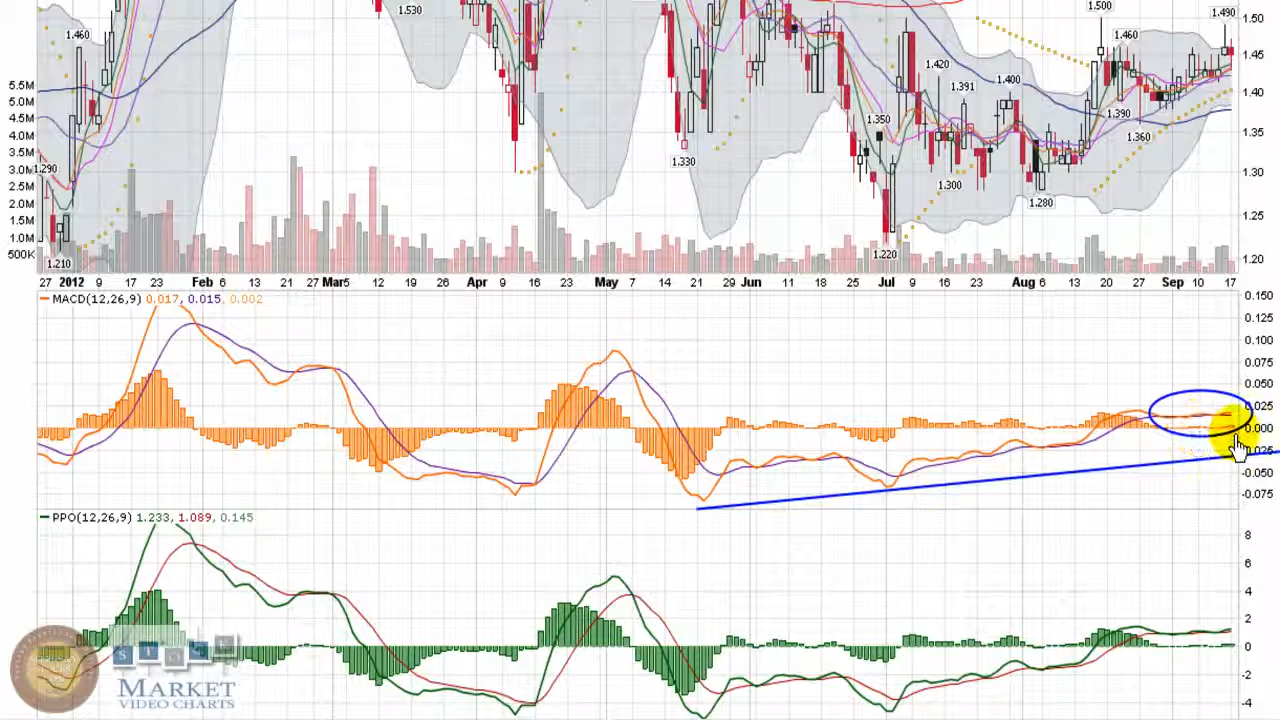 1.530
1.500
1.490
1.50
1.460
1.460
1.45
1.420
1.400
1.391
5.5M
1.40
5.0M
4.5M
1.350
1.390
4.0M
1.360
1.35
3.5M
1.330
3.0M
1.290
1.30
2.5M
1.300
2.0M
1.280
1.5M
1.25
1.0M
500K
1.210
1.220
1.20
27 2012 9 17 23 Feb 6 13 21 27 Mar 5 12 19 26 Apr 9 16 23 May 7 14 21 29 Jun 11 18 25 Jul 9 16 23 Aug 6 13 20 27 Sep 10 17
MACD(12,26,9) 0.017, 0.015, 0.002
0.150
0.125
0.100
0.075
0.050
0.025
0.000
-0.050
-0.075
PPO(12,26,9) 1.233, 1.089, 0.145
8
6
4
2
0
-2
-4
MARKET
VIDEO CHARTS